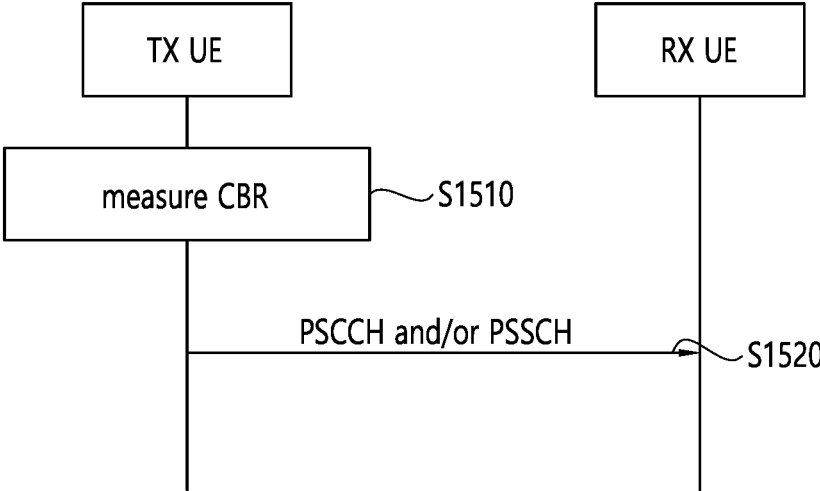 TX UE
RX UE
measure CBR
S1510
PSCCH and/or PSSCH
S1520